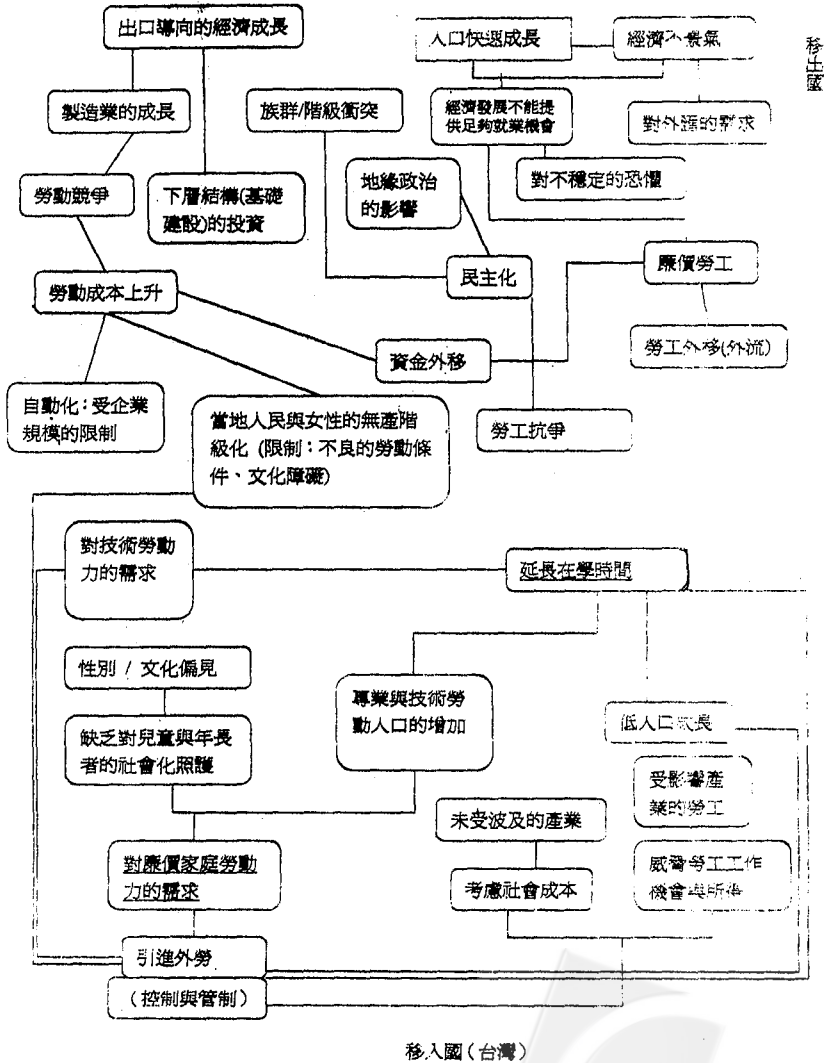 出口導向的經濟成長
人口快速成長
經濟不景氣
移出國
製造業的成長
族群/階級衝突
經濟發展不能提
供足夠就業機會
對外匯的需求
勞動競爭
下層結構(基礎
建設)的投資
地緣政治
的影響
對不穩定的恐懼
勞動成本上升
民主化
廉價勞工
資金外移
勞工外移(外流)
自動化：受企業
規模的限制
當地人民與女性的無產階
級化 (限制：不良的勞動條
件、文化障礙)
勞工抗爭
對技術勞動
力的需求
延長在學時間
性別 / 文化偏見
專業與技術勞
動人口的增加
缺乏對兒童與年長
者的社會化照護
低人口成長
受影響產
業的勞工
未受波及的產業
對廉價家庭勞動
力的需求
考慮社會成本
威脅勞工工作
機會與所得
引進外勞
（控制與管制）
移入國（台灣）